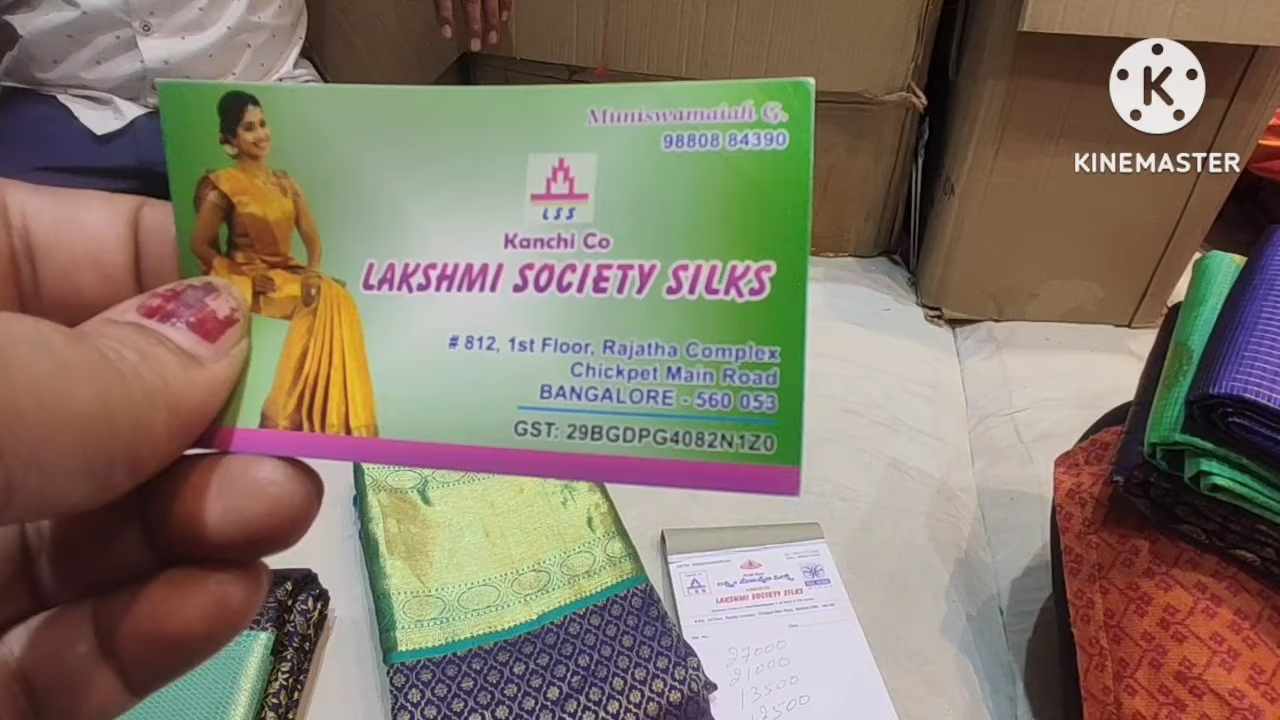 Muniswamaiah G.
98808 84390
LSS
Kanchi Co
LAKSHMI SOCIETY SILKS
# 812, 1st Floor, Rajatha Complex
Chickpet Main Road
BANGALORE - 560 053
GST: 29BGDPG4082N1Z0
K
KINEMASTER
LAKSHMI SOCIETY SILKS
27000
21000
13500
12500